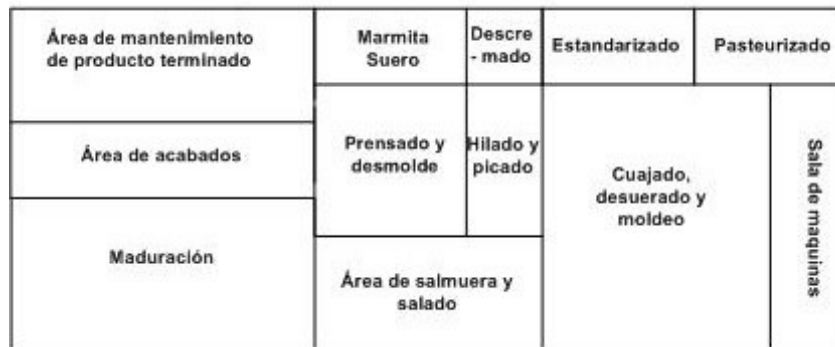 Área de mantenimiento
de producto terminado
Marmita
Suero
Descre
- mado
Estandarizado
Pasteurizado
Área de acabados
Prensado y
desmolde
Hilado y
picado
Cuajado,
desuerado y
moldeo
Sala de maquinas
Maduración
Área de salmuera y
salado